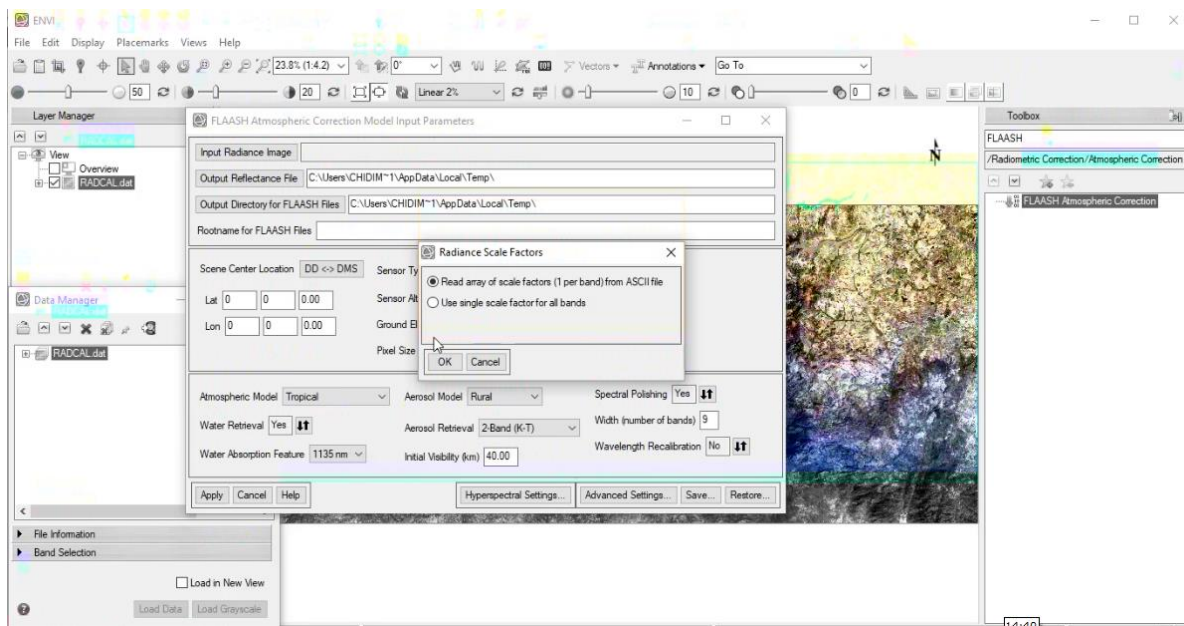 ENVI
File Edit Display Placemarks Views Help
23.8% (1:4.2) 0° Vectors Annotations Go To
50 20 Linear 2% 10 0
Layer Manager
View
Overview
RADCAL.dat
Data Manager
RADCAL.dat
File Information
Band Selection
Load in New View
Load Data Load Grayscale
FLAASH Atmospheric Correction Model Input Parameters
Input Radiance Image
Output Reflectance File C:\Users\CHIDIM~1\AppData\Local\Temp\
Output Directory for FLAASH Files C:\Users\CHIDIM~1\AppData\Local\Temp\
Rootname for FLAASH Files
Scene Center Location DD <-> DMS Sensor Ty
Lat 0 0 0.00 Sensor Alt
Lon 0 0 0.00 Ground El
Pixel Size
Radiance Scale Factors
Read array of scale factors (1 per band) from ASCII file
Use single scale factor for all bands
OK Cancel
Atmospheric Model Tropical Aerosol Model Rural Spectral Polishing Yes
Water Retrieval Yes Aerosol Retrieval 2-Band (K-T) Width (number of bands) 9
Water Absorption Feature 1135 nm Initial Visibility (km) 40.00 Wavelength Recalibration No
Apply Cancel Help Hyperspectral Settings... Advanced Settings... Save... Restore...
N
Toolbox
FLAASH
/Radiometric Correction/Atmospheric Correction
FLAASH Atmospheric Correction